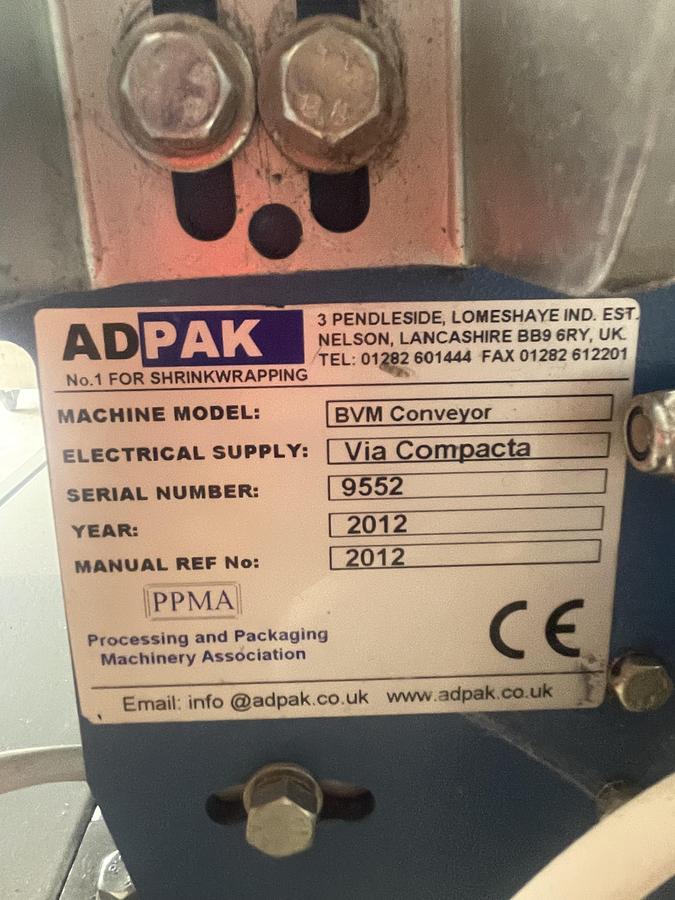 ADPAK
No.1 FOR SHRINKWRAPPING
3 PENDLESIDE, LOMESHAYE IND. EST.
NELSON, LANCASHIRE BB9 6RY, UK.
TEL: 01282 601444 FAX 01282 612201
MACHINE MODEL: BVM Conveyor
ELECTRICAL SUPPLY: Via Compacta
SERIAL NUMBER: 9552
YEAR: 2012
MANUAL REF No: 2012
PPMA
Processing and Packaging
Machinery Association
CE
Email: info @adpak.co.uk www.adpak.co.uk